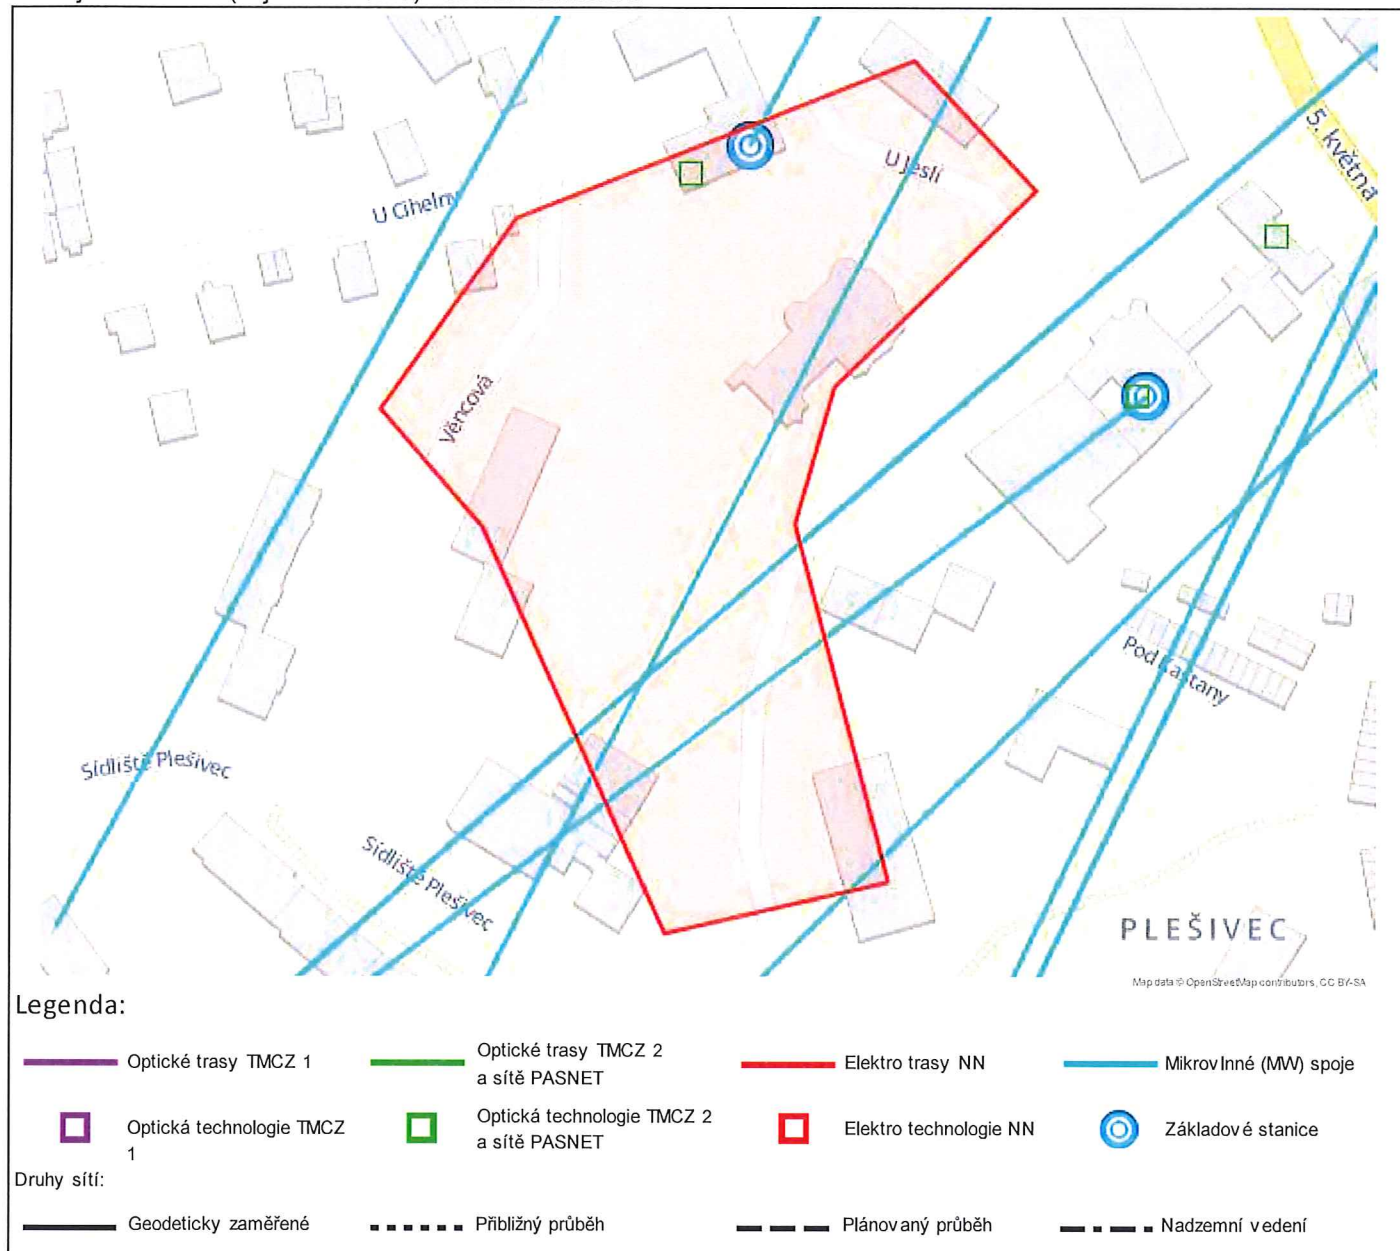 5. května
U Jeslí
U Cihelny
Věncová
Pod Kaštany
Sídliště Plešivec
Sídliště Plešivec
PLEŠIVEC
Map data © OpenStreetMap contributors, CC BY-SA
Legenda:
Optické trasy TMCZ 1
Optické trasy TMCZ 2
a sítě PASNET
Elektro trasy NN
Mikrovlnné (MW) spoje
Optická technologie TMCZ
1
Optická technologie TMCZ 2
a sítě PASNET
Elektro technologie NN
Základové stanice
Druhy sítí:
Geodeticky zaměřené
Přibližný průběh
Plánovaný průběh
Nadzemní vedení